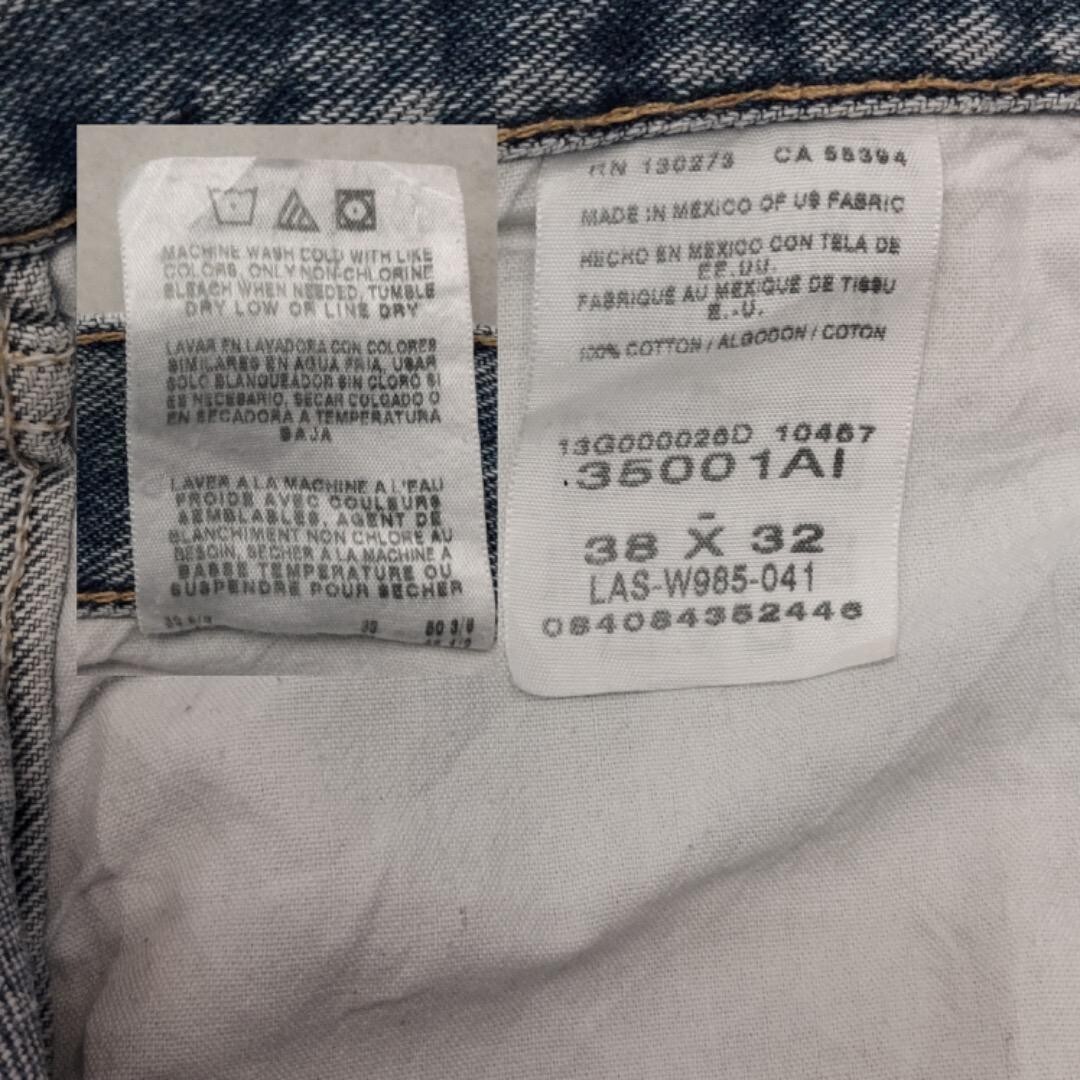 MACHINE WASH COLD WITH LIKE
COLORS, ONLY NON-CHLORINE
BLEACH WHEN NEEDED, TUMBLE
DRY LOW OR LINE DRY
LAVAR EN LAVADORA CON COLORES
SIMILARES EN AGUA FRIA, USAR
SOLO BLANQUEADOR SIN CLORO SI
ES NECESARIO, SECAR COLGADO O
EN SECADORA A TEMPERATURA
BAJA
LAVER A LA MACHINE A L'EAU
FROIDE AVEC COULEURS
SEMBLABLES, AGENT DE
BLANCHIMENT NON CHLORE AU
BESOIN, SECHER A LA MACHINE A
BASSE TEMPERATURE OU
SUSPENDRE POUR SECHER
RN 130273 CA 56394
MADE IN MEXICO OF US FABRIC
HECHO EN MEXICO CON TELA DE
EE.UU.
FABRIQUE AU MEXIQUE DE TISSU
E.-U.
100% COTTON / ALGODON / COTON
13G000026D 10467
35001AI
38 X 32
LAS-W985-041
084084352446